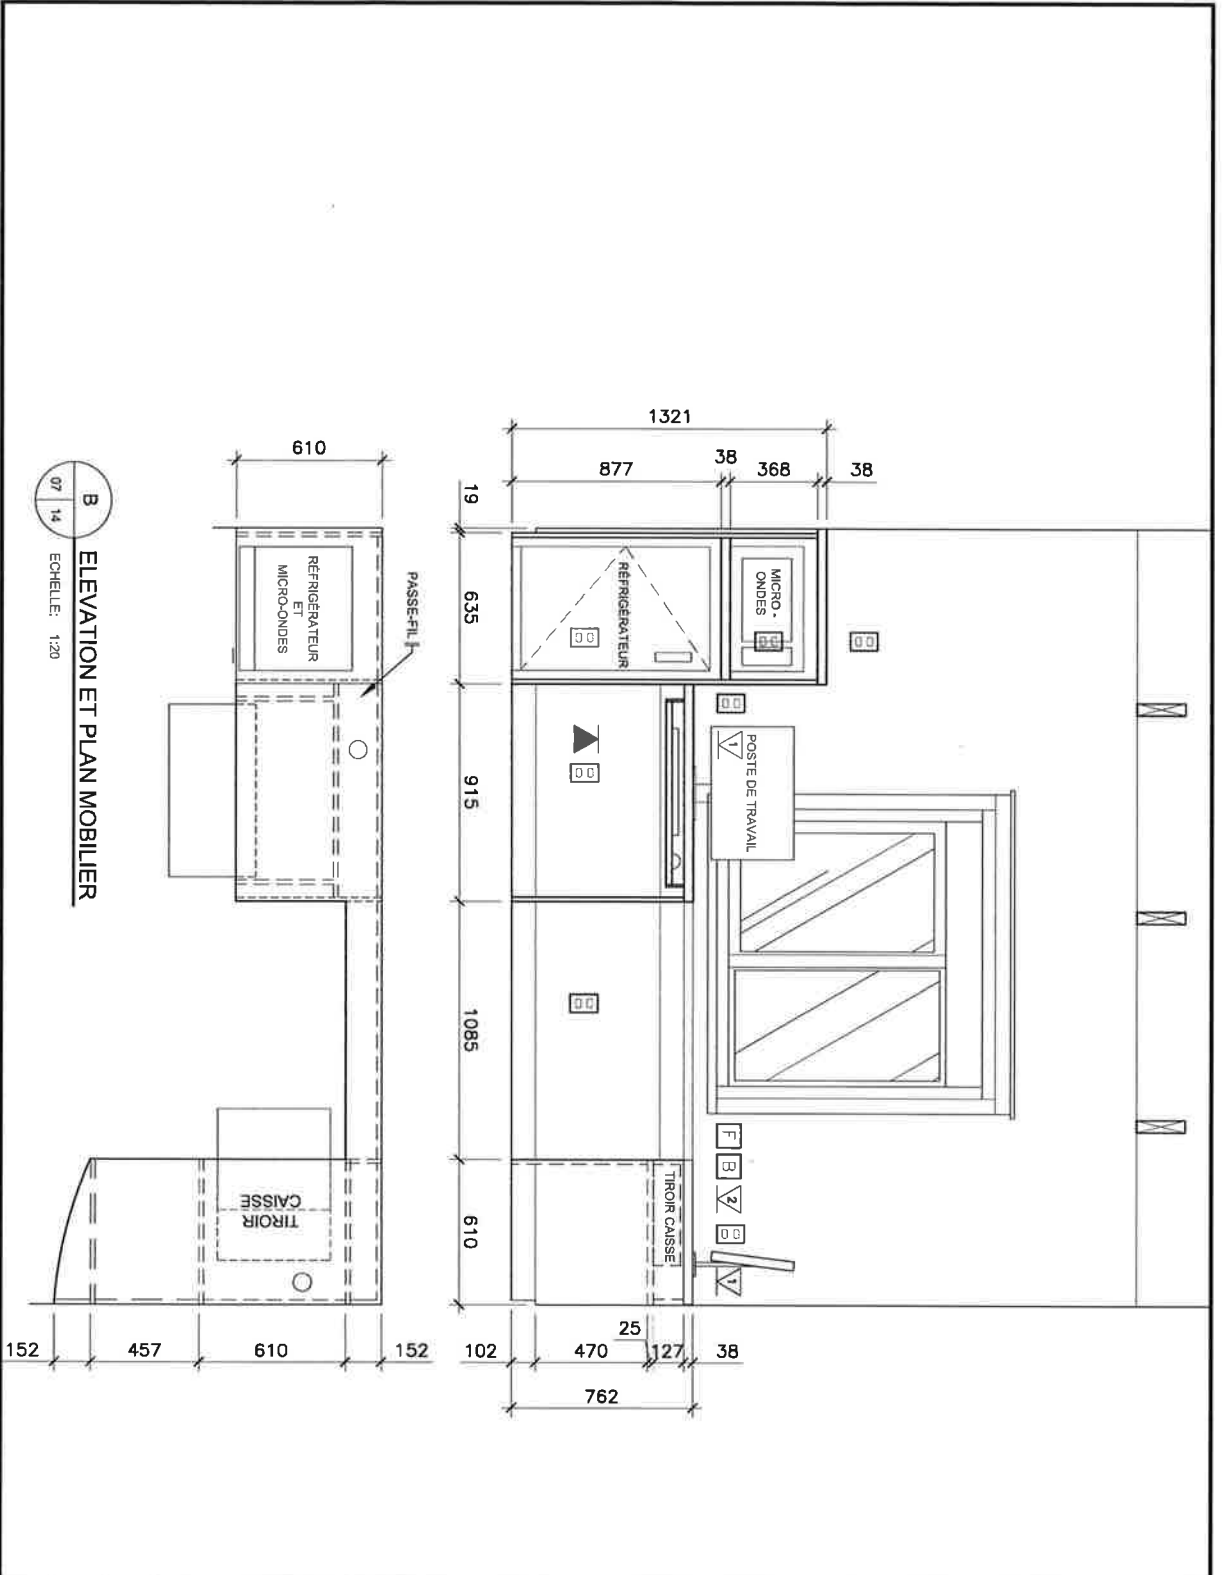 1321
877
38
368
38
610
19
635
915
1085
610
MICRO -
ONDES
RÉFRIGÉRATEUR
POSTE DE TRAVAIL
1
F
B
2
1
TIROIR CAISSE
102
470
25
127
38
762
PASSE-FIL
RÉFRIGÉRATEUR
ET
MICRO-ONDES
TIROIR
CAISSE
152
457
610
152
B
07
14
ELEVATION ET PLAN MOBILIER
ECHELLE: 1:20